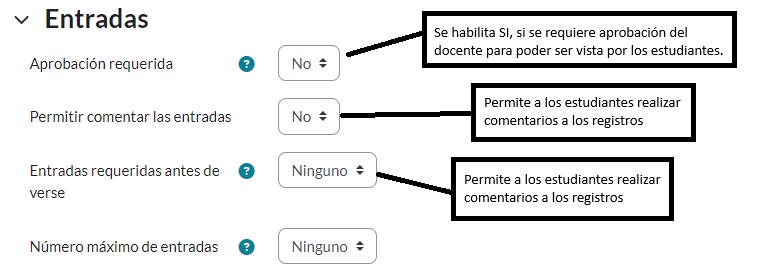 Entradas
Se habilita SI, si se requiere aprobación del
docente para poder ser vista por los estudiantes.
Aprobación requerida ? No
Permite a los estudiantes realizar
comentarios a los registros
Permitir comentar las entradas No
Entradas requeridas antes de
verse ? Ninguno
Permite a los estudiantes realizar
comentarios a los registros
Número máximo de entradas ? Ninguno